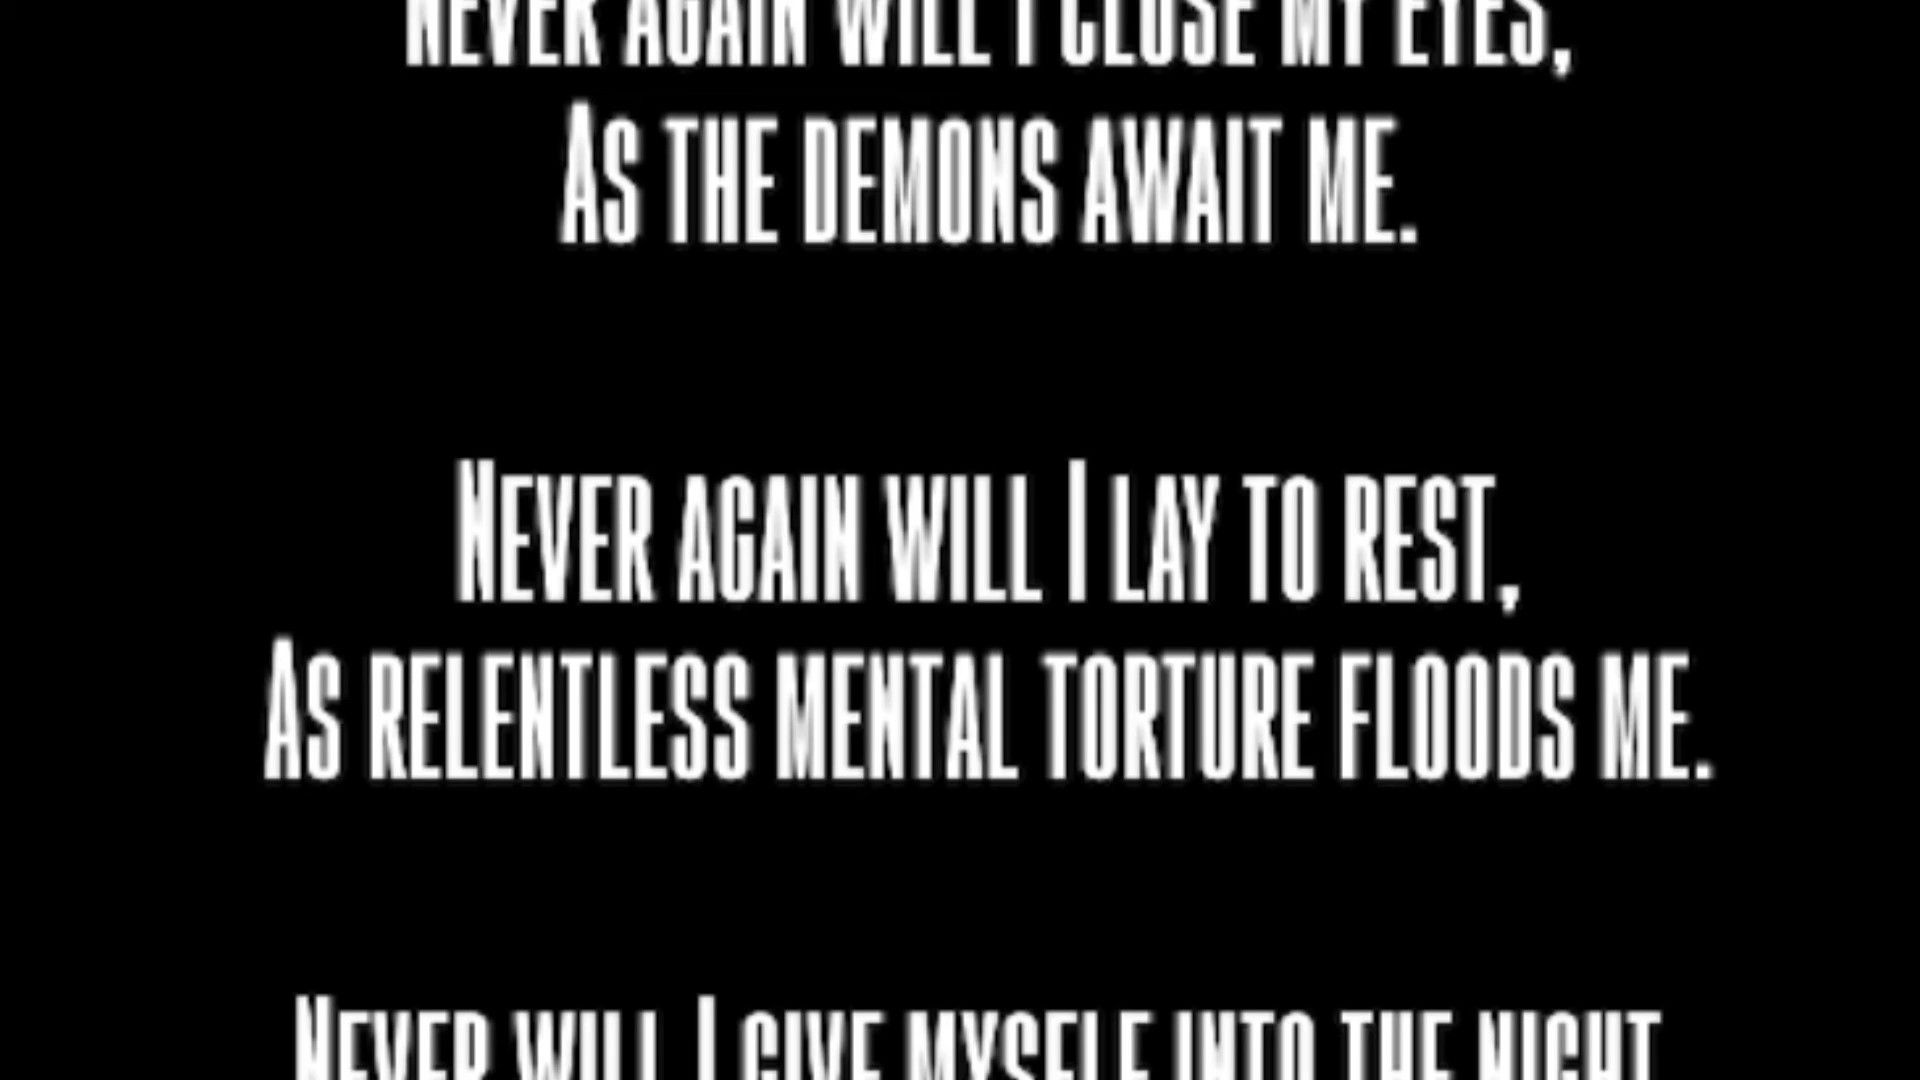 Never again will I close my eyes,
As the demons await me.
Never again will I lay to rest,
As relentless mental torture floods me.
Never will I give myself into the night